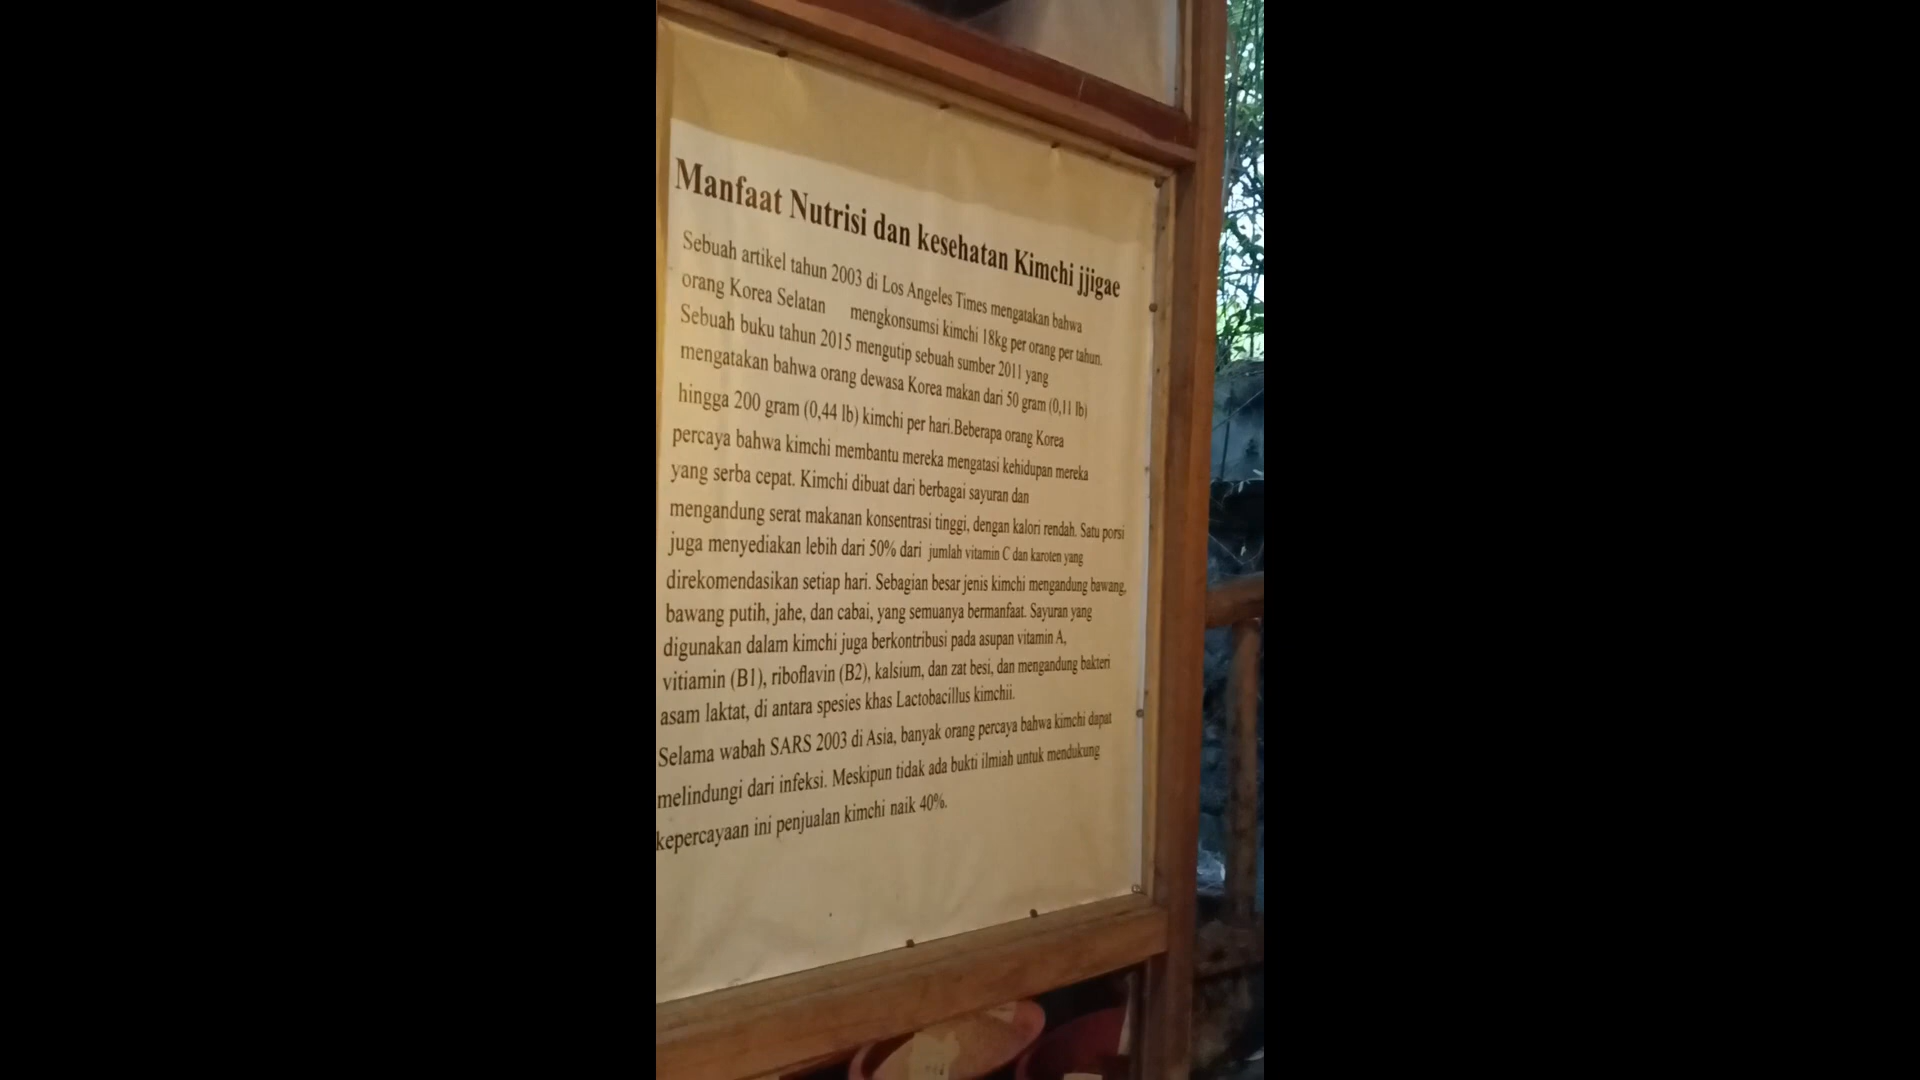 Manfaat Nutrisi dan kesehatan Kimchi jjigae
Sebuah artikel tahun 2003 di Los Angeles Times mengatakan bahwa
orang Korea Selatan mengkonsumsi kimchi 18kg per orang per tahun.
Sebuah buku tahun 2015 mengutip sebuah sumber 2011 yang
mengatakan bahwa orang dewasa Korea makan dari 50 gram (0,11 lb)
hingga 200 gram (0,44 lb) kimchi per hari.Beberapa orang Korea
percaya bahwa kimchi membantu mereka mengatasi kehidupan mereka
yang serba cepat. Kimchi dibuat dari berbagai sayuran dan
mengandung serat makanan konsentrasi tinggi, dengan kalori rendah. Satu porsi
juga menyediakan lebih dari 50% dari jumlah vitamin C dan karoten yang
direkomendasikan setiap hari. Sebagian besar jenis kimchi mengandung bawang,
bawang putih, jahe, dan cabai, yang semuanya bermanfaat. Sayuran yang
digunakan dalam kimchi juga berkontribusi pada asupan vitamin A,
vitiamin (B1), riboflavin (B2), kalsium, dan zat besi, dan mengandung bakteri
asam laktat, di antara spesies khas Lactobacillus kimchii.
Selama wabah SARS 2003 di Asia, banyak orang percaya bahwa kimchi dapat
melindungi dari infeksi. Meskipun tidak ada bukti ilmiah untuk mendukung
kepercayaan ini penjualan kimchi naik 40%.